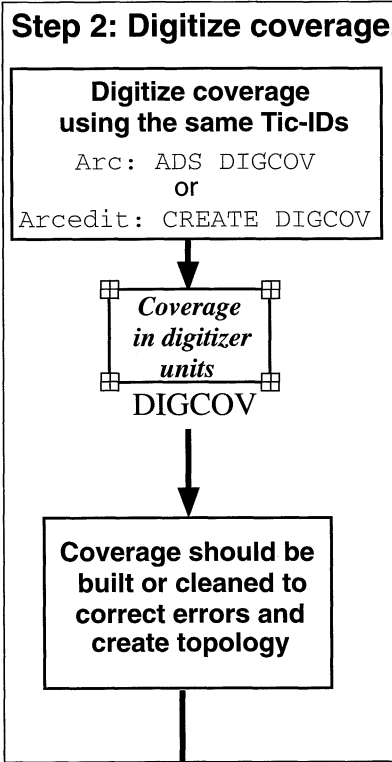 Step 2: Digitize coverage
Digitize coverage
using the same Tic-IDs
Arc: ADS DIGCOV
or
Arcedit: CREATE DIGCOV
Coverage
in digitizer
units
DIGCOV
Coverage should be
built or cleaned to
correct errors and
create topology